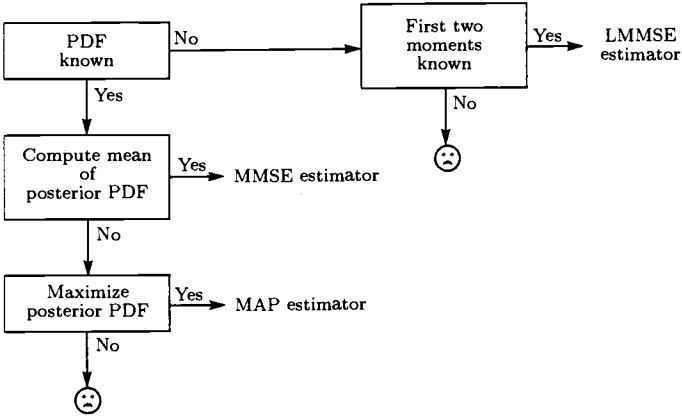 PDF
known
No
First two
moments
known
Yes
LMMSE
estimator
Yes
No
Compute mean
of
posterior PDF
Yes
MMSE estimator
No
Maximize
posterior PDF
Yes
MAP estimator
No